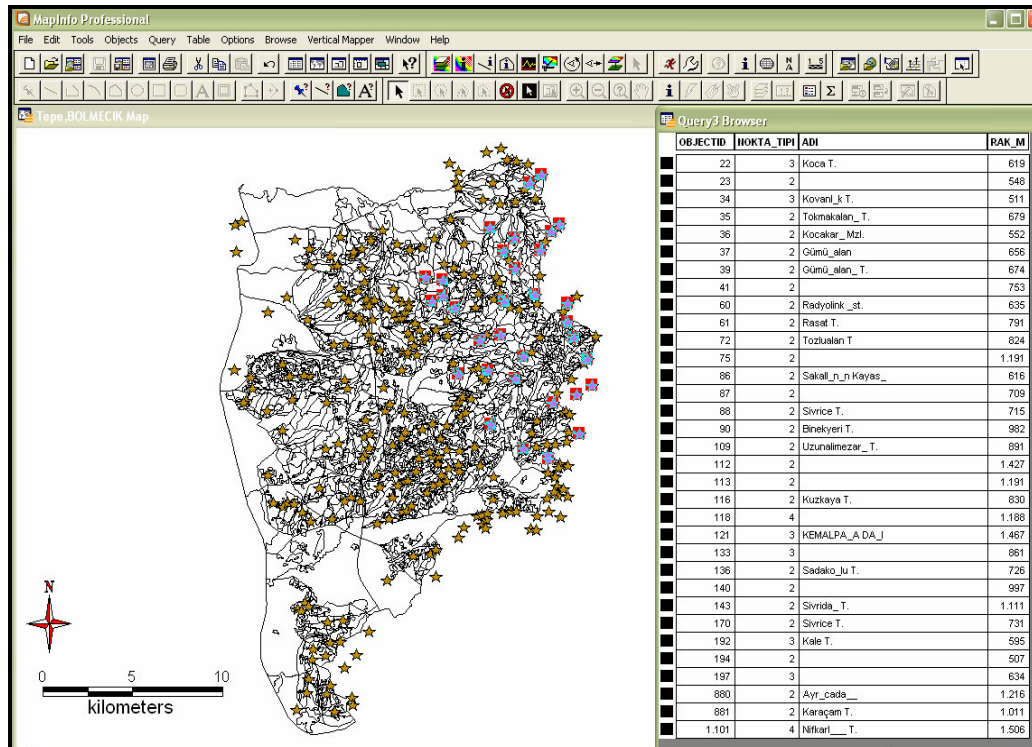 MapInfo Professional
File Edit Tools Objects Query Table Options Browse Vertical Mapper Window Help
Tepe,BOLMECIK Map
N
0 5 10
kilometers
Query3 Browser
OBJECTID NOKTA_TIPI ADI RAK_M
22 3 Koca T. 619
23 2 548
34 3 Kovanl_k T. 511
35 2 Tokmakalan_ T. 679
36 2 Kocakar_ Mzl. 552
37 2 Gümü_alan 656
39 2 Gümü_alan_ T. 674
41 2 753
60 2 Radyolink _st. 635
61 2 Rasat T. 791
72 2 Tozlualan T 824
75 2 1.191
86 2 Sakall_n_n Kayas_ 616
87 2 709
88 2 Sivrice T. 715
90 2 Binekyeri T. 982
109 2 Uzunalimezar_ T. 891
112 2 1.427
113 2 1.191
116 2 Kuzkaya T. 830
118 4 1.188
121 3 KEMALPA_A DA_I 1.467
133 3 861
136 2 Sadako_lu T. 726
140 2 997
143 2 Sivrida_ T. 1.111
170 2 Sivrice T. 731
192 3 Kale T. 595
194 2 507
197 3 634
880 2 Ayr_cada__ 1.216
881 2 Karaçam T. 1.011
1.101 4 Nifkarl___ T. 1.506